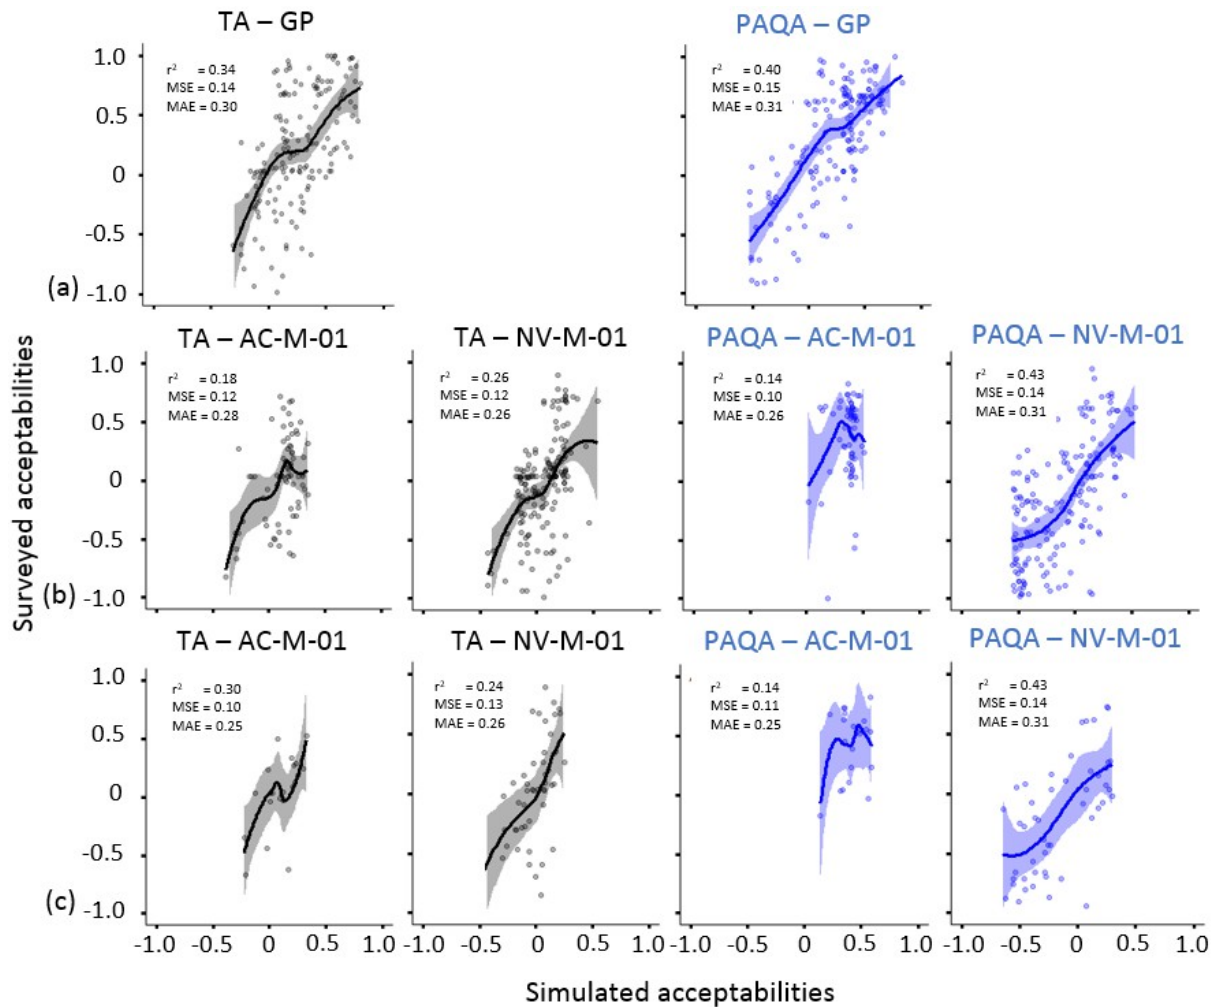 TA – GP
PAQA – GP
1.0
0.5
0
-0.5
-1.0
r² = 0.34
MSE = 0.14
MAE = 0.30
r² = 0.40
MSE = 0.15
MAE = 0.31
(a)
TA – AC-M-01
TA – NV-M-01
PAQA – AC-M-01
PAQA – NV-M-01
1.0
0.5
0
-0.5
-1.0
r² = 0.18
MSE = 0.12
MAE = 0.28
r² = 0.26
MSE = 0.12
MAE = 0.26
r² = 0.14
MSE = 0.10
MAE = 0.26
r² = 0.43
MSE = 0.14
MAE = 0.31
(b)
Surveyed acceptabilities
TA – AC-M-01
TA – NV-M-01
PAQA – AC-M-01
PAQA – NV-M-01
1.0
0.5
0
-0.5
-1.0
r² = 0.30
MSE = 0.10
MAE = 0.25
r² = 0.24
MSE = 0.13
MAE = 0.26
r² = 0.14
MSE = 0.11
MAE = 0.25
r² = 0.43
MSE = 0.14
MAE = 0.31
(c)
-1.0 -0.5 0 0.5 1.0
-1.0 -0.5 0 0.5 1.0
-1.0 -0.5 0 0.5 1.0
-1.0 -0.5 0 0.5 1.0
Simulated acceptabilities